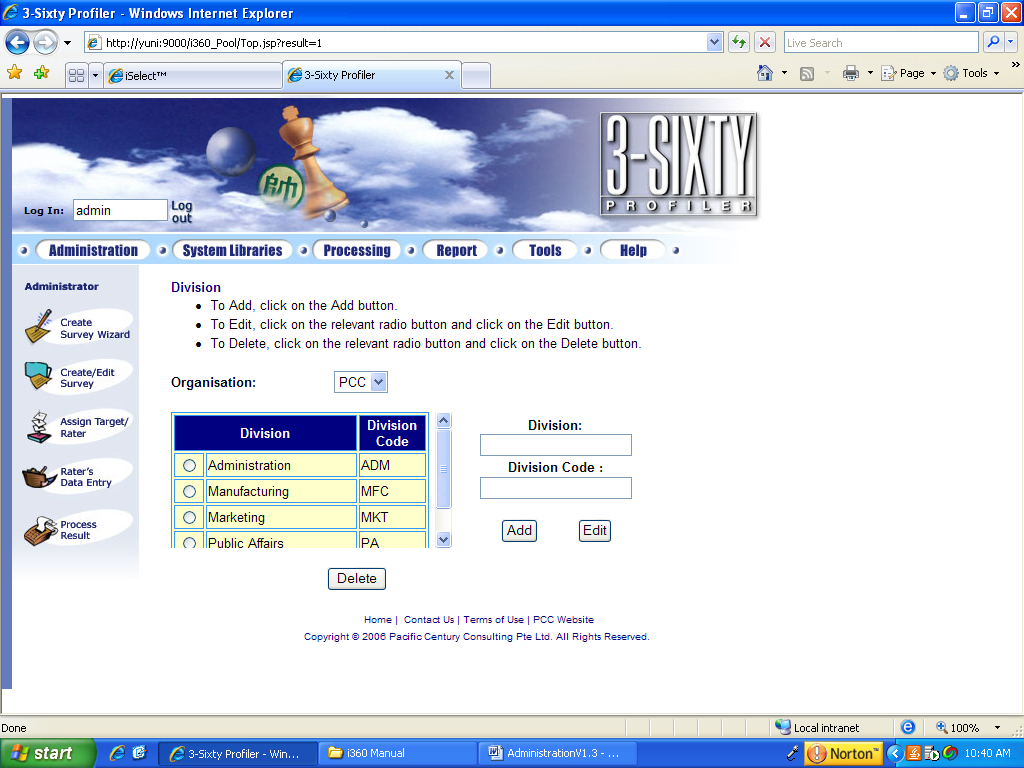 3-Sixty Profiler - Windows Internet Explorer
http://yuni:9000/i360_Pool/Top.jsp?result=1
Live Search
iSelect™
3-Sixty Profiler
Page
Tools
3-SIXTY
PROFILER
帥
Log In:
admin
Log out
Administration
System Libraries
Processing
Report
Tools
Help
Administrator
Create
Survey Wizard
Create/Edit
Survey
Assign Target/
Rater
Rater's
Data Entry
Process
Result
Division
• To Add, click on the Add button.
• To Edit, click on the relevant radio button and click on the Edit button.
• To Delete, click on the relevant radio button and click on the Delete button.
Organisation: PCC
Division Division Code
Administration ADM
Manufacturing MFC
Marketing MKT
Public Affairs PA
Division:
Division Code :
Add Edit
Delete
Home | Contact Us | Terms of Use | PCC Website
Copyright © 2006 Pacific Century Consulting Pte Ltd. All Rights Reserved.
Done
Local intranet
100%
start
3-Sixty Profiler - Win...
i360 Manual
AdministrationV1.3 - ...
Norton™
10:40 AM